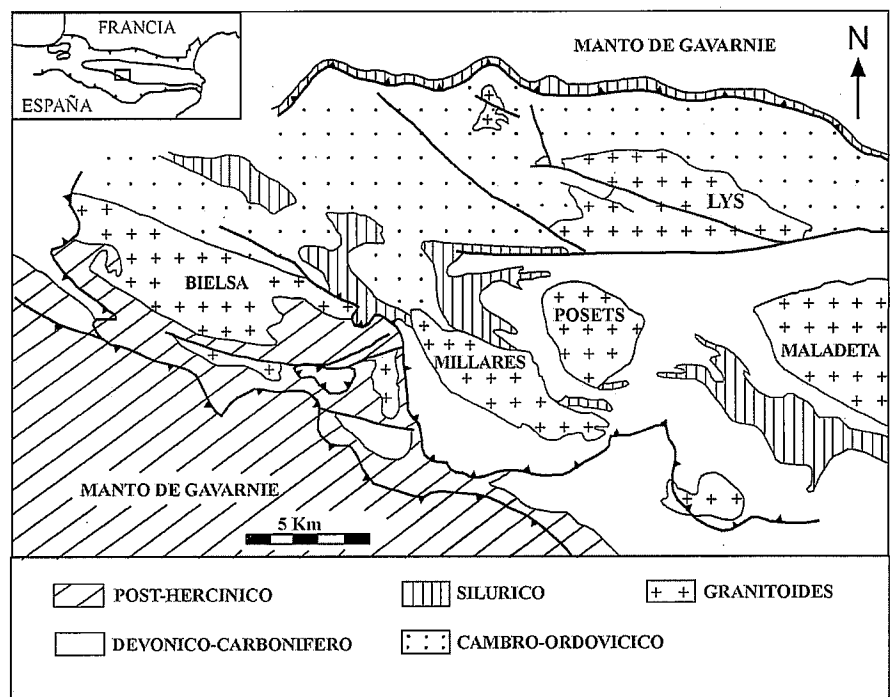 FRANCIA
ESPAÑA
MANTO DE GAVARNIE
N
LYS
BIELSA
POSETS
MILLARES
MALADETA
MANTO DE GAVARNIE
5 Km
POST-HERCINICO
SILURICO
GRANITOIDES
DEVONICO-CARBONIFERO
CAMBRO-ORDOVICICO